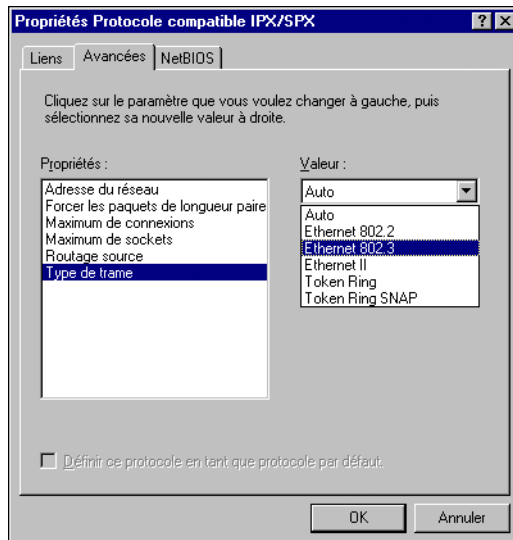 Propriétés Protocole compatible IPX/SPX
Liens Avancées NetBIOS
Cliquez sur le paramètre que vous voulez changer à gauche, puis
sélectionnez sa nouvelle valeur à droite.
Propriétés :
Adresse du réseau
Forcer les paquets de longueur paire
Maximum de connexions
Maximum de sockets
Routage source
Type de trame
Valeur :
Auto
Auto
Ethernet 802.2
Ethernet 802.3
Ethernet II
Token Ring
Token Ring SNAP
Définir ce protocole en tant que protocole par défaut.
OK Annuler